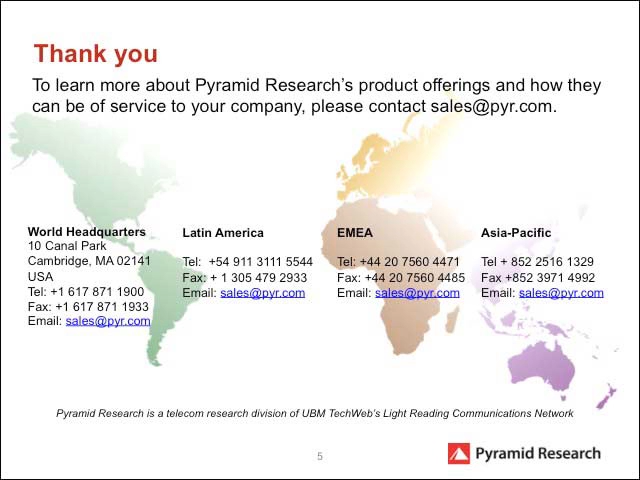 Thank you
To learn more about Pyramid Research's product offerings and how they
can be of service to your company, please contact sales@pyr.com.
World Headquarters
10 Canal Park
Cambridge, MA 02141
USA
Tel: +1 617 871 1900
Fax: +1 617 871 1933
Email: sales@pyr.com
Latin America
Tel:  +54 911 3111 5544
Fax: + 1 305 479 2933
Email: sales@pyr.com
EMEA
Tel: +44 20 7560 4471
Fax: +44 20 7560 4485
Email: sales@pyr.com
Asia-Pacific
Tel + 852 2516 1329
Fax +852 3971 4992
Email: sales@pyr.com
Pyramid Research is a telecom research division of UBM TechWeb's Light Reading Communications Network
5
Pyramid Research